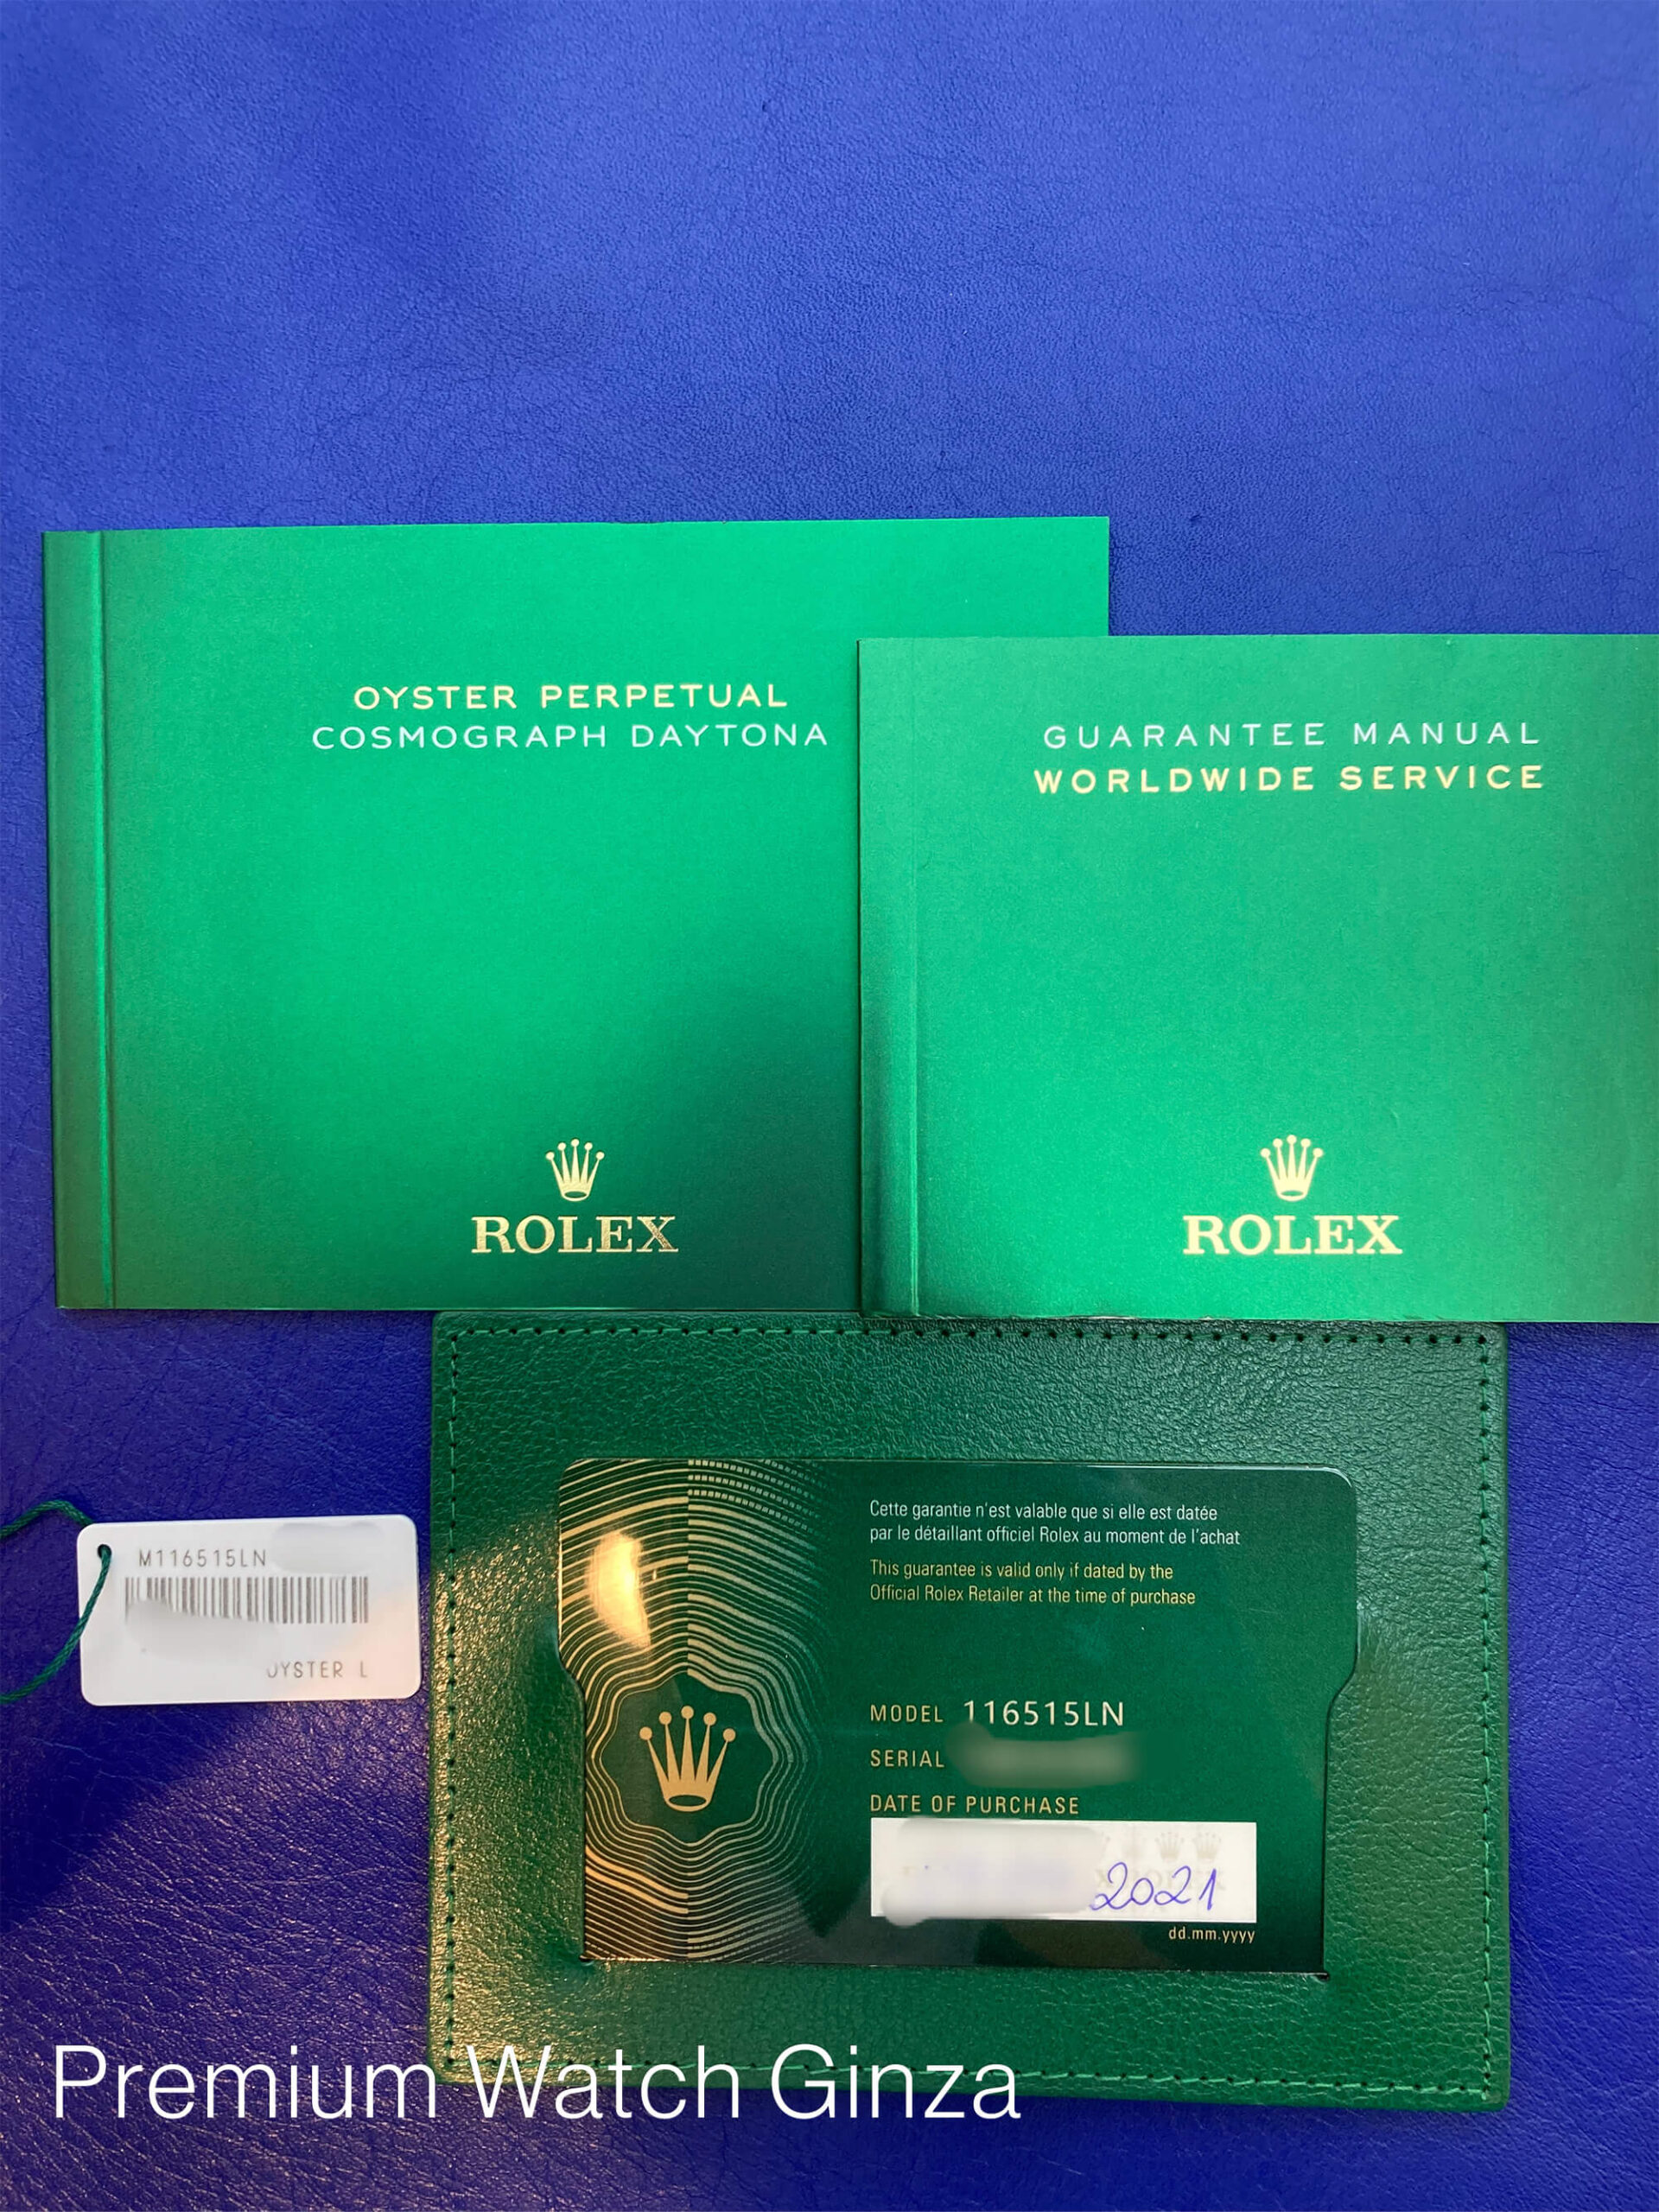 OYSTER PERPETUAL
COSMOGRAPH DAYTONA
ROLEX
GUARANTEE MANUAL
WORLDWIDE SERVICE
ROLEX
M116515LN
OYSTER L
Cette garantie n'est valable que si elle est datée
par le détaillant officiel Rolex au moment de l'achat
This guarantee is valid only if dated by the
Official Rolex Retailer at the time of purchase
MODEL 116515LN
SERIAL
DATE OF PURCHASE
2021
dd.mm.yyyy
Premium Watch Ginza